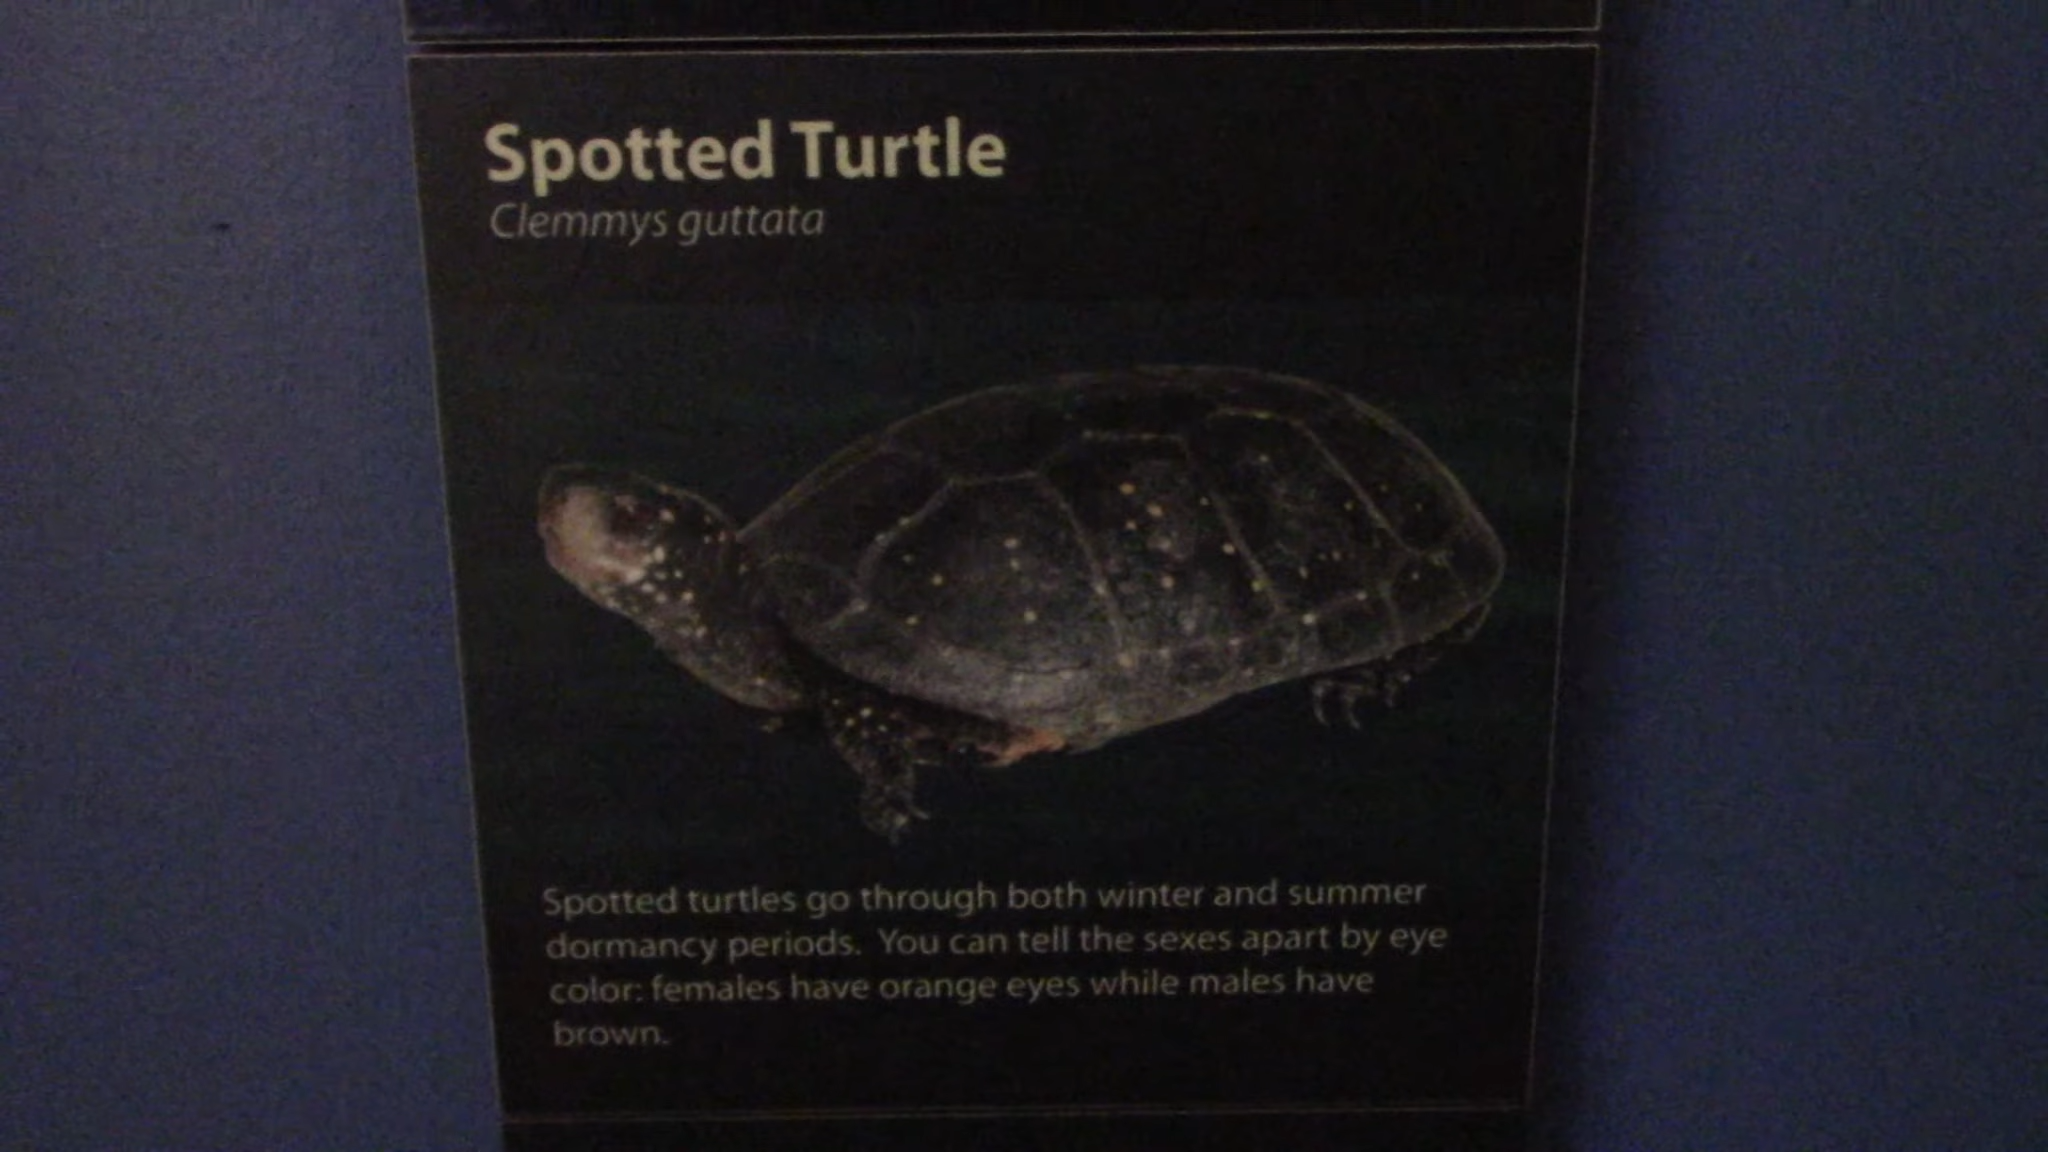 Spotted Turtle
Clemmys guttata
Spotted turtles go through both winter and summer
dormancy periods. You can tell the sexes apart by eye
color: females have orange eyes while males have
brown.